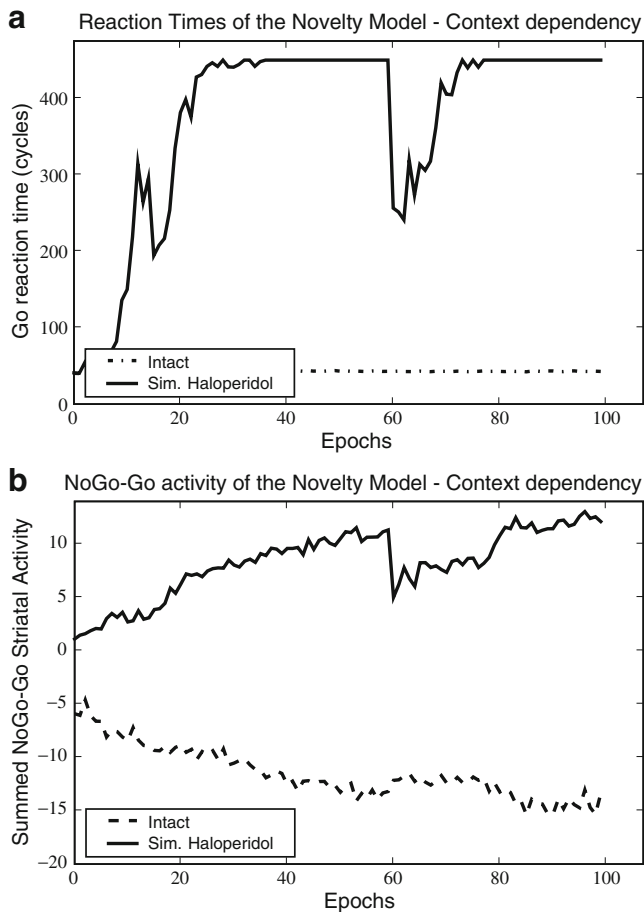 a
Reaction Times of the Novelty Model - Context dependency
Go reaction time (cycles)
400
300
200
100
0
Intact
Sim. Haloperidol
0 20 40 60 80 100
Epochs
b
NoGo-Go activity of the Novelty Model - Context dependency
Summed NoGo-Go Striatal Activity
10
5
0
−5
−10
−15
−20
Intact
Sim. Haloperidol
0 20 40 60 80 100
Epochs